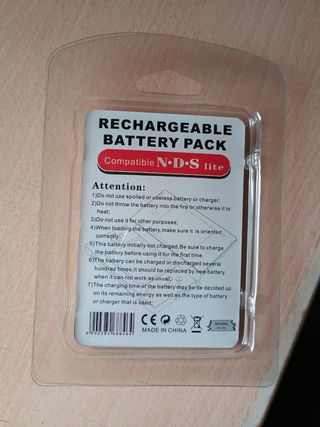 RECHARGEABLE
BATTERY PACK
Compatible N·D·S lite
Attention:
1)Do not use spoiled or useless battery or charger;
2)Do not throw the battery into the fire or otherwise it to
heat;
3)Do not use it for other purposes;
4)When loading the battery,make sure it is oriented
correctly;
5)This battery initially not charged,Be sure to charge
the battery before using it for the first time.
6)The battery can be charged or discharged several
hundred times,It should be replaced by new battery
when it can not work as usual.
7)The charging time of the battery may be decided up
on its remaining energy as well as the type of battery
or charger that is used;
CE
MADE IN CHINA